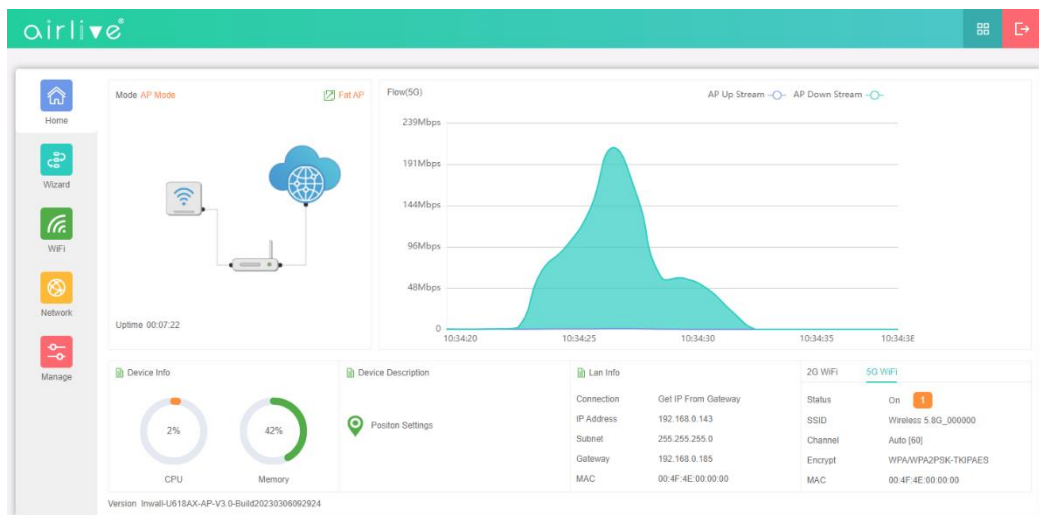 airlive®
Home
Wizard
WiFi
Network
Manage
Mode AP Mode
Fat AP
Uptime 00:07:22
Flow(5G)
AP Up Stream
AP Down Stream
239Mbps
191Mbps
144Mbps
96Mbps
48Mbps
0
10:34:20 10:34:25 10:34:30 10:34:35 10:34:3E
Device Info
2%
42%
CPU Memory
Device Description
Positon Settings
Lan Info
Connection Get IP From Gateway
IP Address 192.168.0.143
Subnet 255.255.255.0
Gateway 192.168.0.185
MAC 00:4F:4E:00:00:00
2G WiFi 5G WiFi
Status On 1
SSID Wireless 5.8G_000000
Channel Auto [60]
Encrypt WPA/WPA2PSK-TKIPAES
MAC 00:4F:4E:00:00:00
Version Inwall-U618AX-AP-V3.0-Build20230306092924